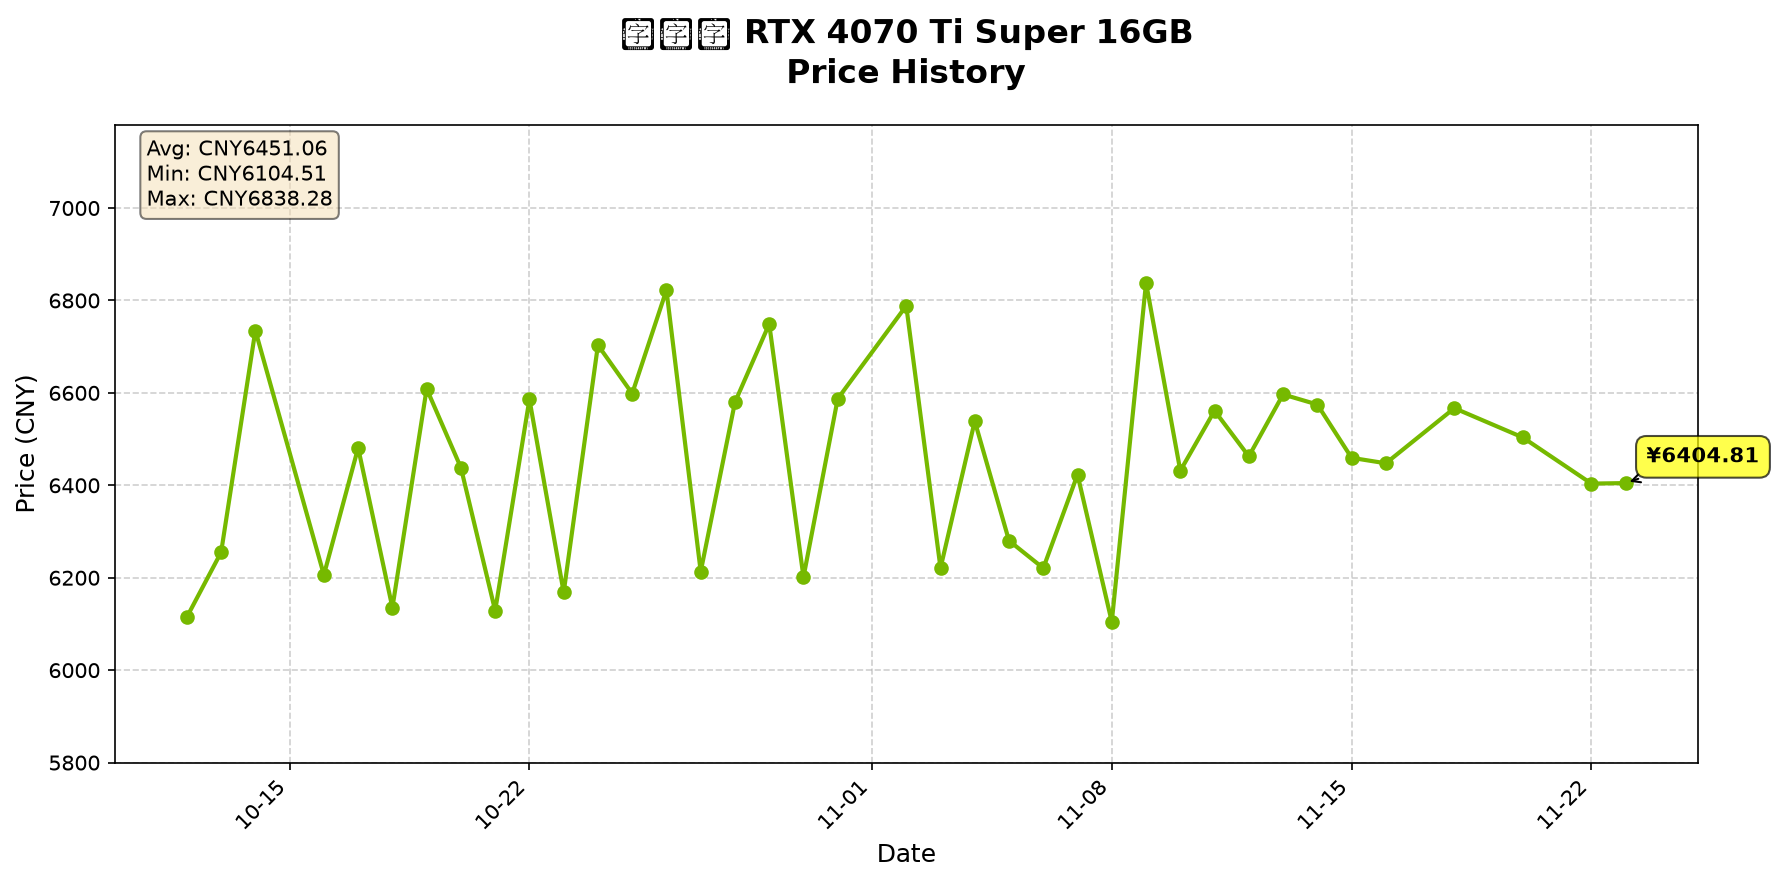 RTX 4070 Ti Super 16GB
Price History
Avg: CNY6451.06
Min: CNY6104.51
Max: CNY6838.28
7000
6800
6600
6400
6200
6000
5800
Price (CNY)
¥6404.81
10-15
10-22
11-01
11-08
11-15
11-22
Date